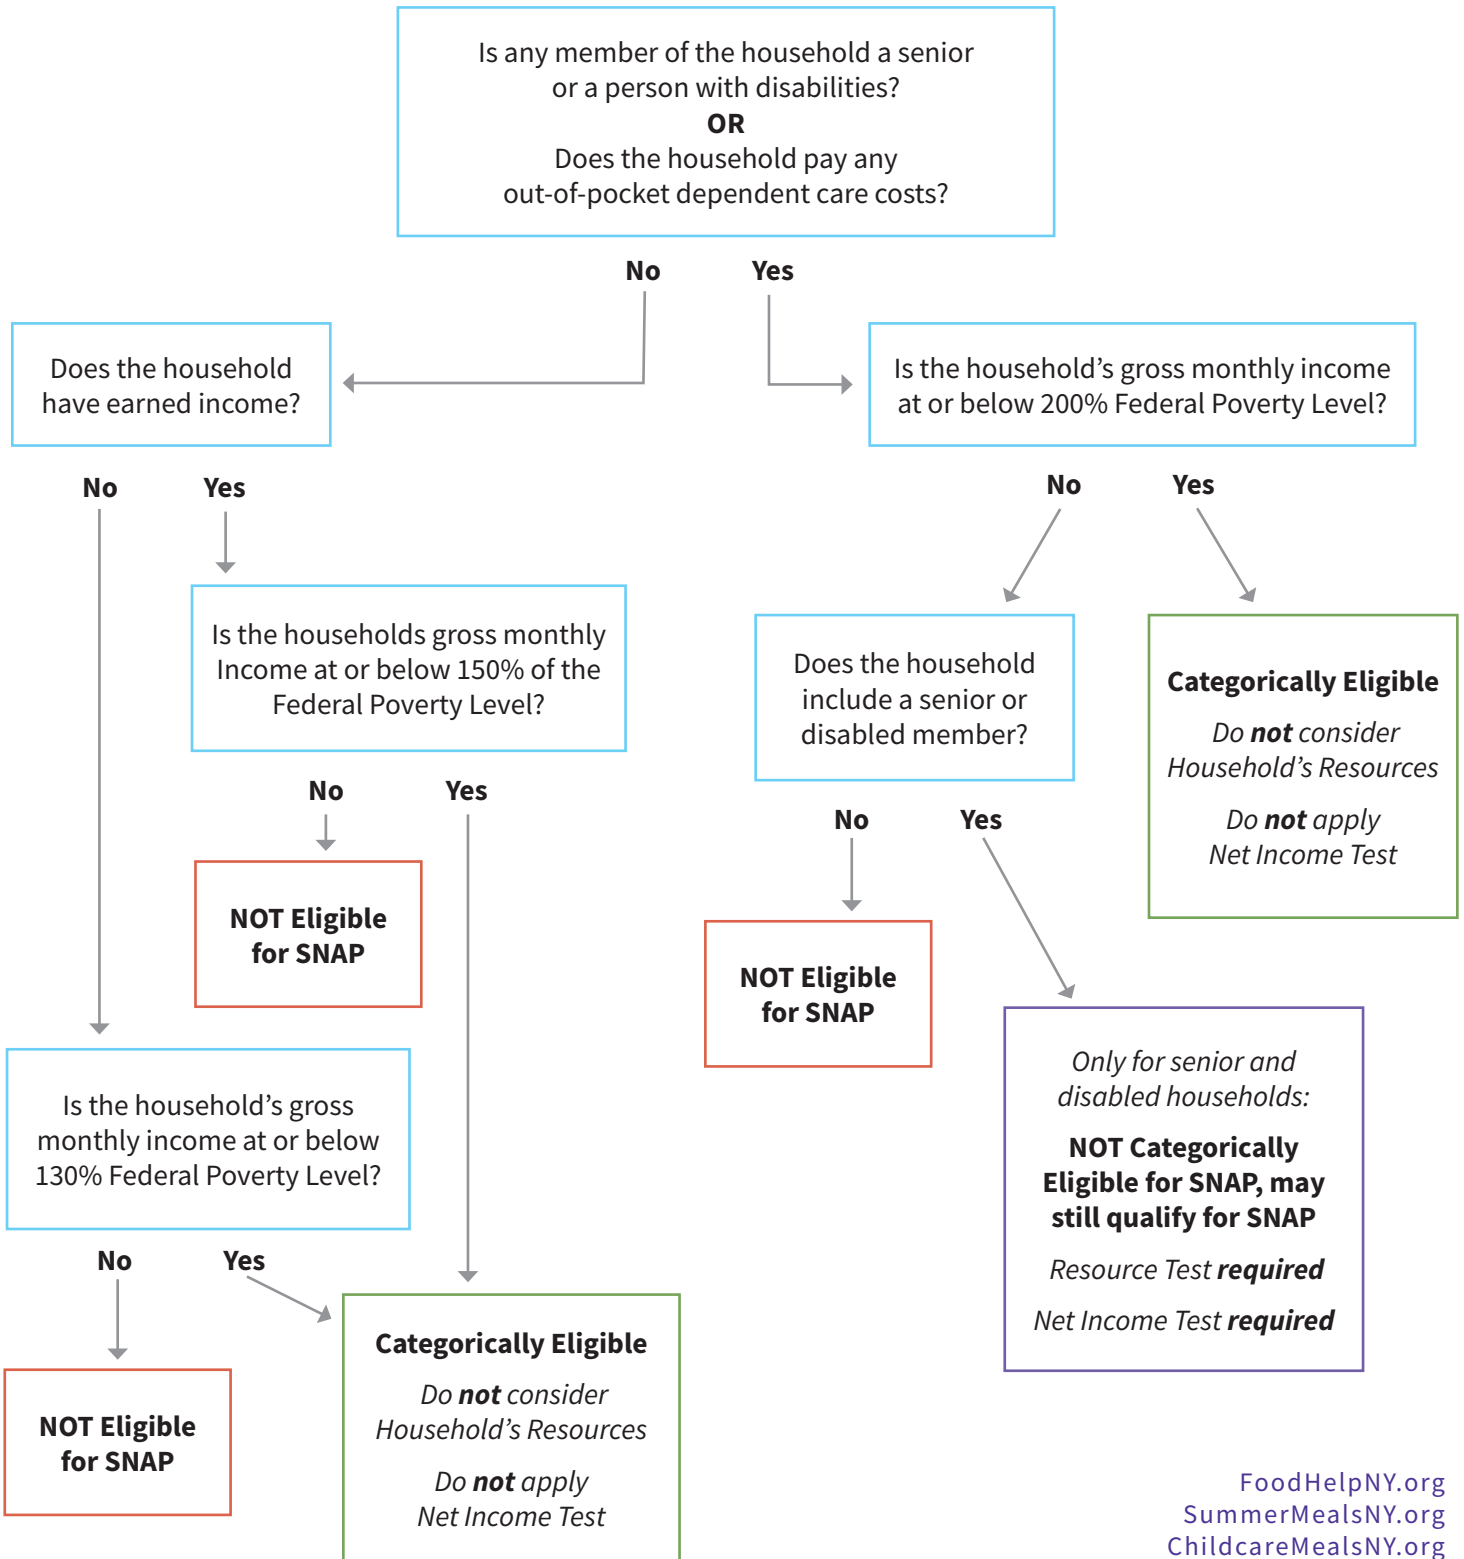 Is any member of the household a senior
or a person with disabilities?
OR
Does the household pay any
out-of-pocket dependent care costs?
No
Yes
Does the household
have earned income?
Is the household’s gross monthly income
at or below 200% Federal Poverty Level?
No
Yes
No
Yes
Is the households gross monthly
Income at or below 150% of the
Federal Poverty Level?
Does the household
include a senior or
disabled member?
Categorically Eligible
Do not consider
Household’s Resources
Do not apply
Net Income Test
No
Yes
No
Yes
NOT Eligible
for SNAP
NOT Eligible
for SNAP
Only for senior and
disabled households:
NOT Categorically
Eligible for SNAP, may
still qualify for SNAP
Resource Test required
Net Income Test required
Is the household’s gross
monthly income at or below
130% Federal Poverty Level?
No
Yes
NOT Eligible
for SNAP
Categorically Eligible
Do not consider
Household’s Resources
Do not apply
Net Income Test
FoodHelpNY.org
SummerMealsNY.org
ChildcareMealsNY.org